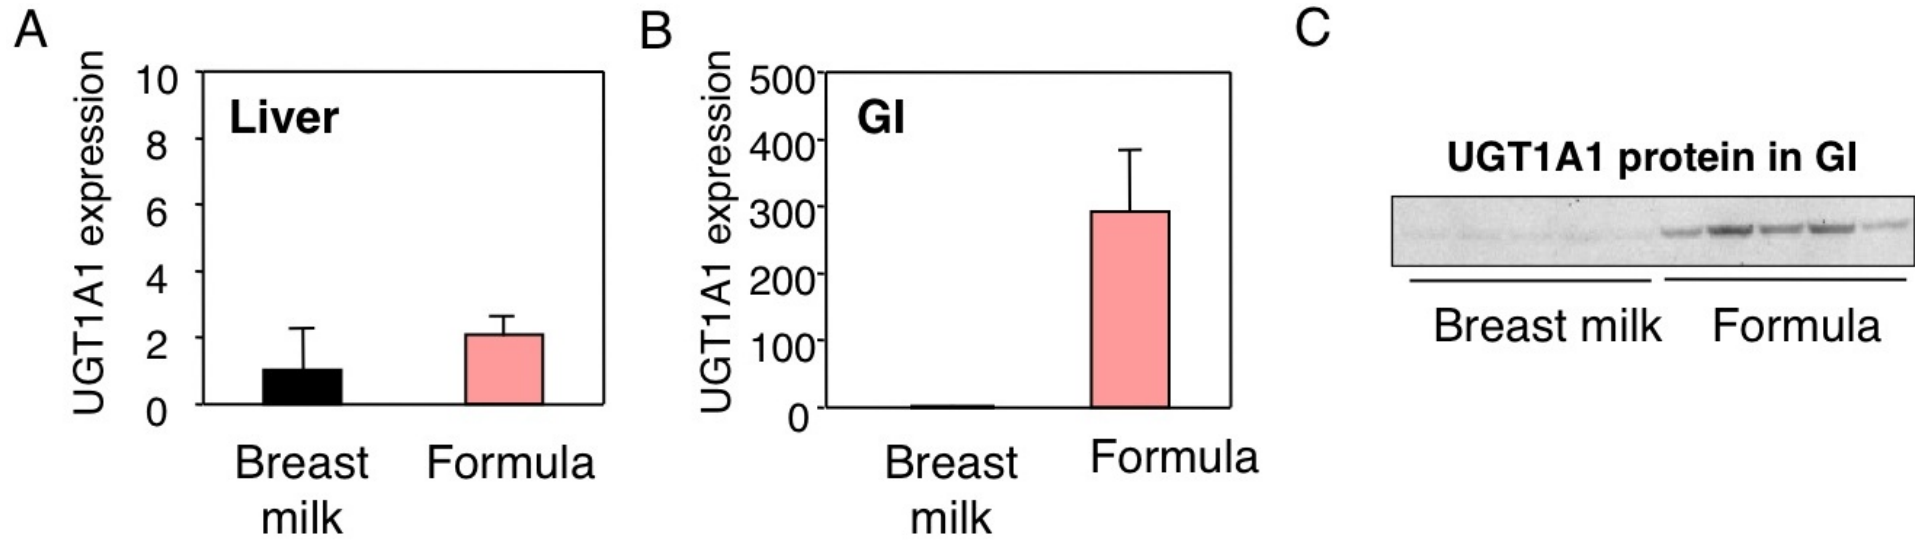 A
UGT1A1 expression
10
8
6
4
2
0
Liver
Breast
milk
Formula
B
UGT1A1 expression
500
400
300
200
100
0
GI
Breast
milk
Formula
C
UGT1A1 protein in GI
Breast milk
Formula